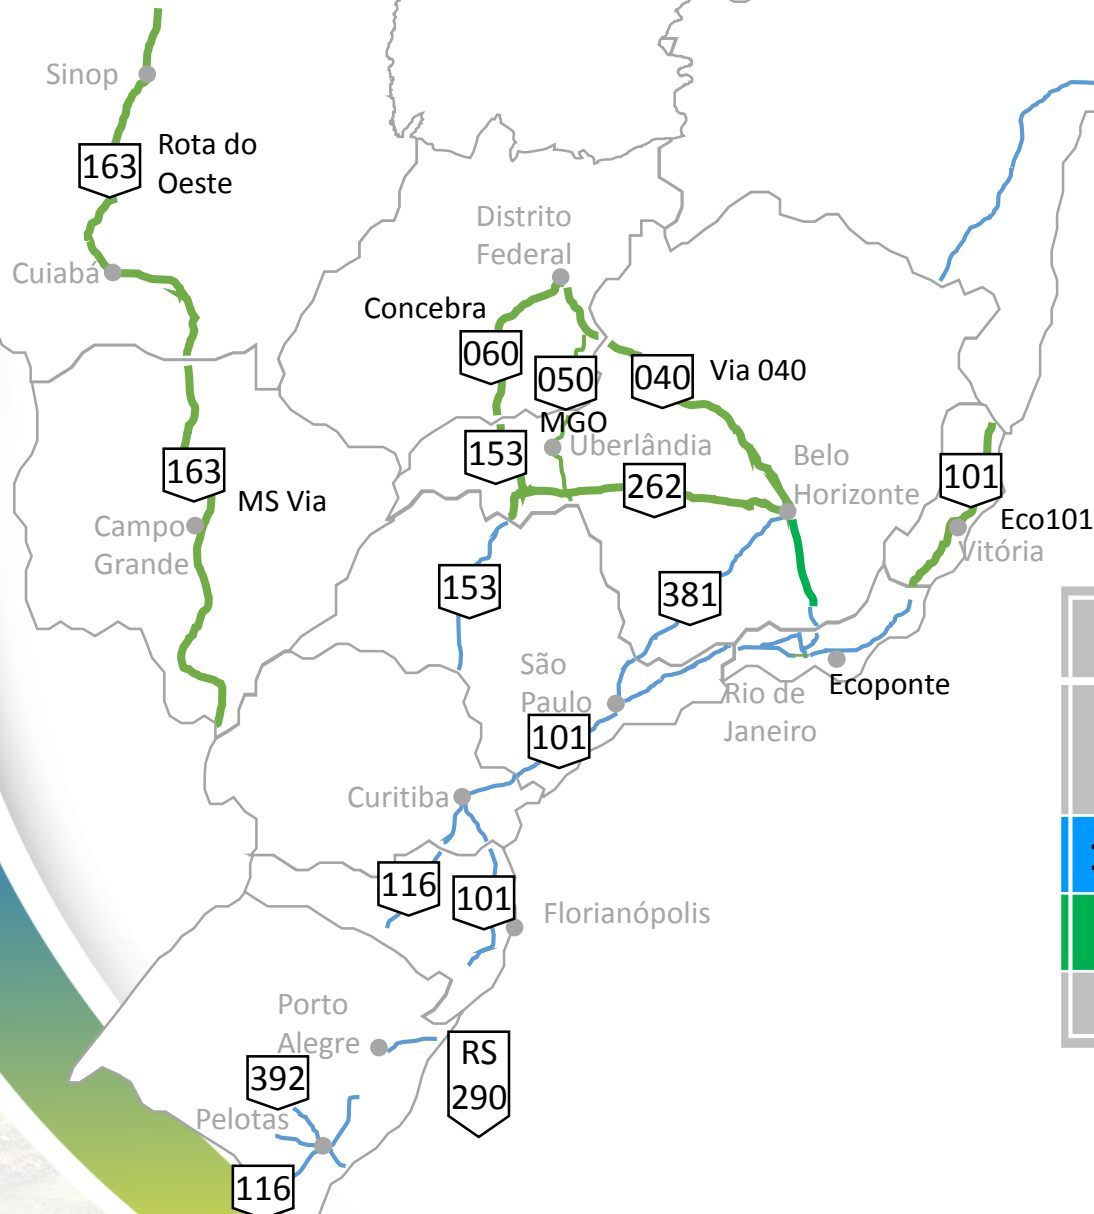 Sinop
163
Rota do
Oeste
Cuiabá
Distrito
Federal
Concebra
060
050
040
Via 040
MGO
Uberlândia
153
262
Belo
Horizonte
163
MS Via
Campo
Grande
101
Eco101
Vitória
153
381
São
Paulo
Rio de
Janeiro
Ecoponte
101
Curitiba
116
101
Florianópolis
Porto
Alegre
RS
290
392
Pelotas
116